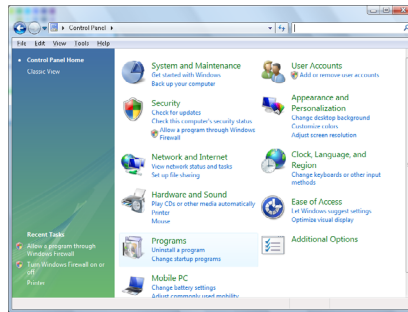 Control Panel
File Edit View Tools Help
Control Panel Home
Classic View
System and Maintenance
Get started with Windows
Back up your computer
Security
Check for updates
Check this computer's security status
Allow a program through Windows
Firewall
Network and Internet
View network status and tasks
Set up file sharing
Hardware and Sound
Play CDs or other media automatically
Printer
Mouse
Programs
Uninstall a program
Change startup programs
Mobile PC
Change battery settings
Adjust commonly used mobility
User Accounts
Add or remove user accounts
Appearance and
Personalization
Change desktop background
Customize colors
Adjust screen resolution
Clock, Language, and
Region
Change keyboards or other input
methods
Ease of Access
Let Windows suggest settings
Optimize visual display
Additional Options
Recent Tasks
Allow a program through
Windows Firewall
Turn Windows Firewall on or
off
Printer